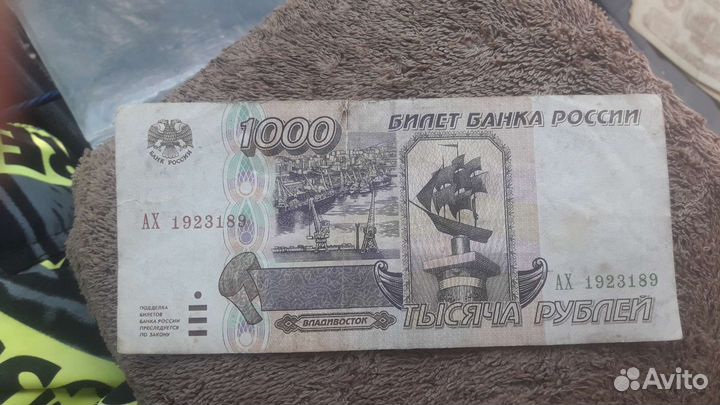 1000
БИЛЕТ БАНКА РОССИИ
БАНК РОССИИ
АХ 1923189
АХ 1923189
ПОДДЕЛКА
БИЛЕТОВ
БАНКА РОССИИ
ПРЕСЛЕДУЕТСЯ
ПО ЗАКОНУ
ВЛАДИВОСТОК
ТЫСЯЧА РУБЛЕЙ
Avito